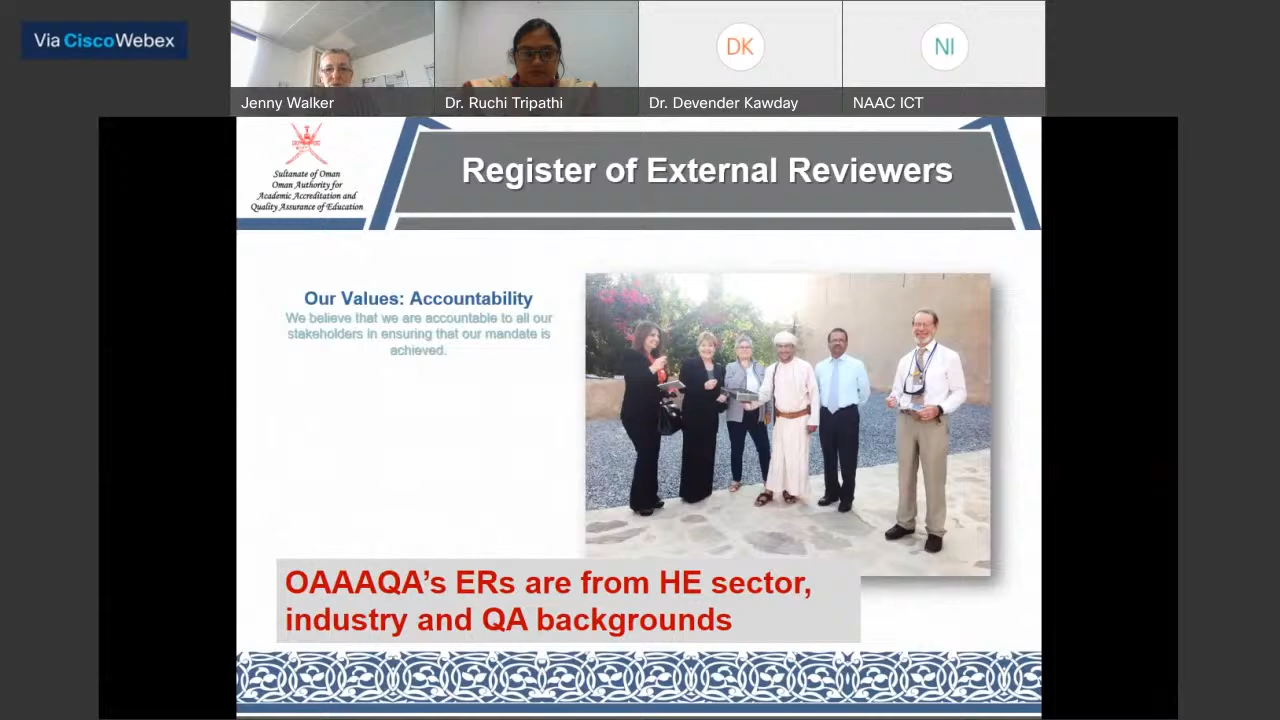 Via CiscoWebex
Jenny Walker
Dr. Ruchi Tripathi
DK
Dr. Devender Kawday
NI
NAAC ICT
Sultanate of Oman
Oman Authority for
Academic Accreditation and
Quality Assurance of Education
Register of External Reviewers
Our Values: Accountability
We believe that we are accountable to all our
stakeholders in ensuring that our mandate is
achieved.
OAAAQA’s ERs are from HE sector,
industry and QA backgrounds